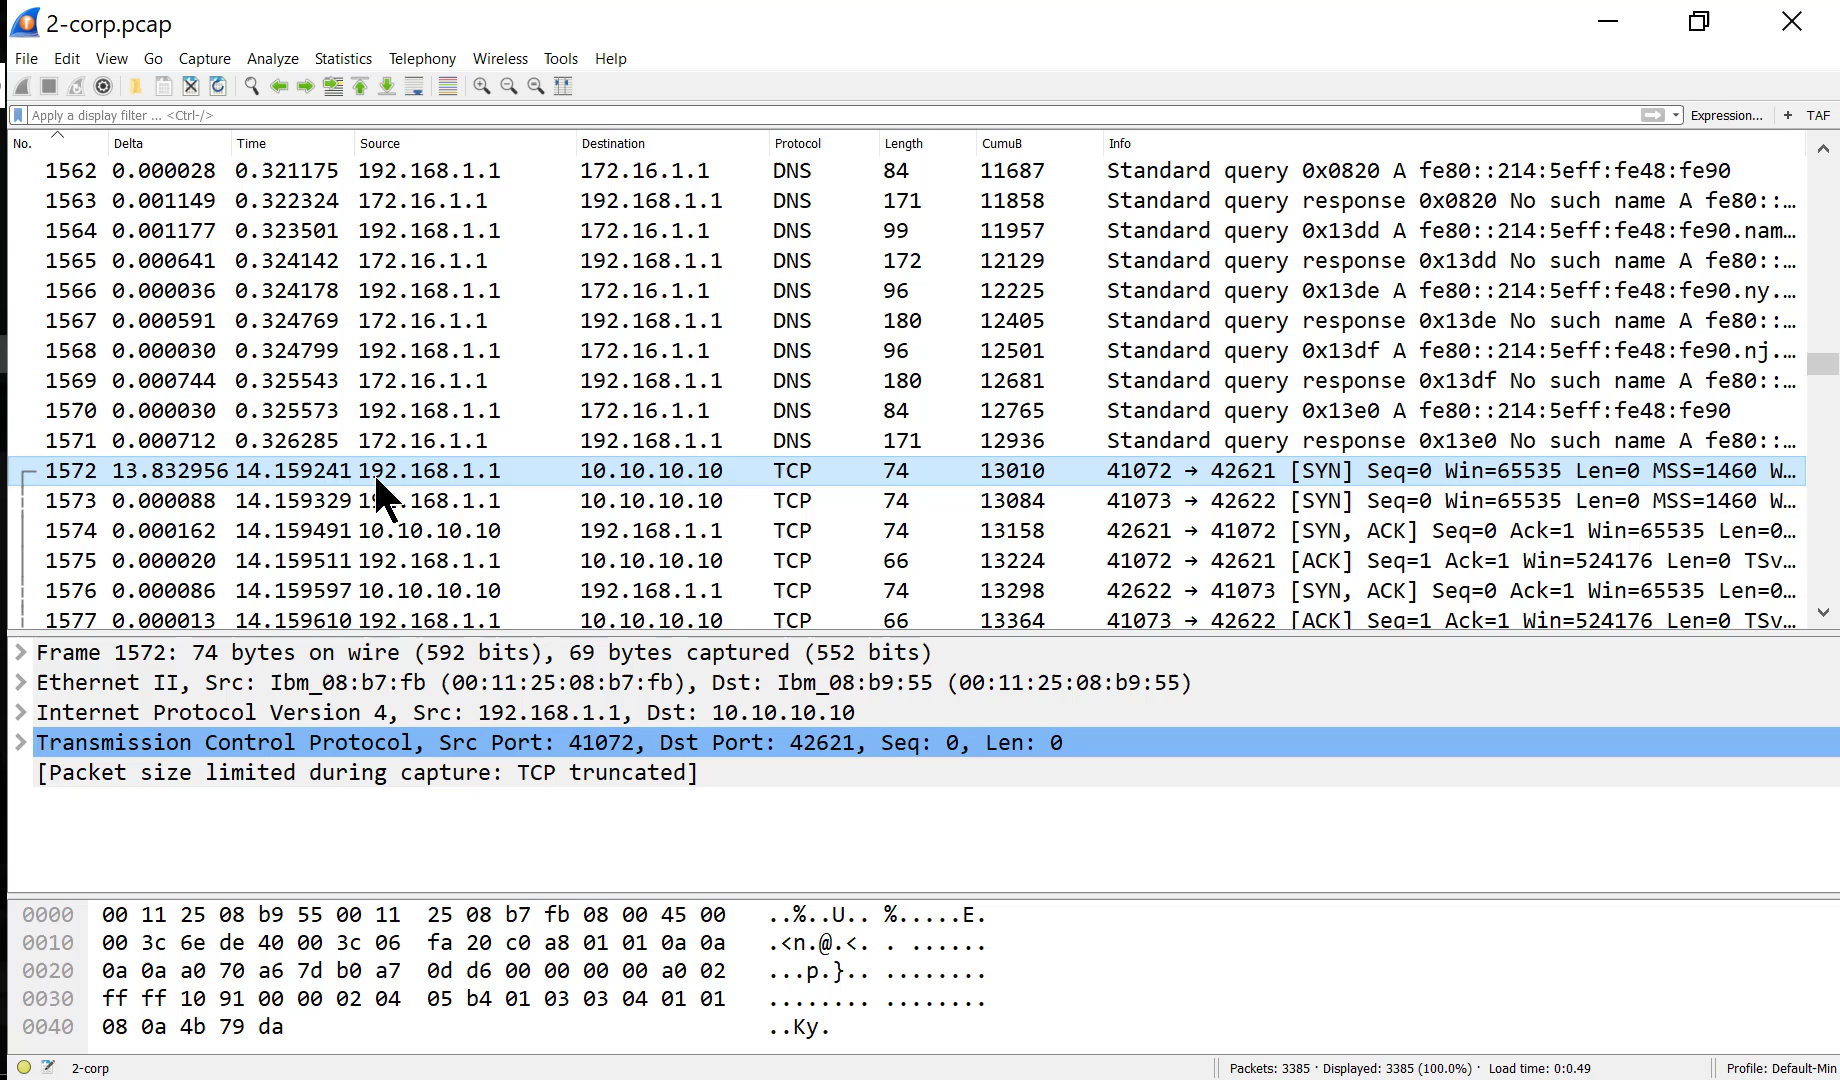 2-corp.pcap
File Edit View Go Capture Analyze Statistics Telephony Wireless Tools Help
Apply a display filter ... <Ctrl-/> Expression... + TAF
No. Delta Time Source Destination Protocol Length CumuB Info
1562 0.000028 0.321175 192.168.1.1 172.16.1.1 DNS 84 11687 Standard query 0x0820 A fe80::214:5eff:fe48:fe90
1563 0.001149 0.322324 172.16.1.1 192.168.1.1 DNS 171 11858 Standard query response 0x0820 No such name A fe80::…
1564 0.001177 0.323501 192.168.1.1 172.16.1.1 DNS 99 11957 Standard query 0x13dd A fe80::214:5eff:fe48:fe90.nam…
1565 0.000641 0.324142 172.16.1.1 192.168.1.1 DNS 172 12129 Standard query response 0x13dd No such name A fe80::…
1566 0.000036 0.324178 192.168.1.1 172.16.1.1 DNS 96 12225 Standard query 0x13de A fe80::214:5eff:fe48:fe90.ny.…
1567 0.000591 0.324769 172.16.1.1 192.168.1.1 DNS 180 12405 Standard query response 0x13de No such name A fe80::…
1568 0.000030 0.324799 192.168.1.1 172.16.1.1 DNS 96 12501 Standard query 0x13df A fe80::214:5eff:fe48:fe90.nj.…
1569 0.000744 0.325543 172.16.1.1 192.168.1.1 DNS 180 12681 Standard query response 0x13df No such name A fe80::…
1570 0.000030 0.325573 192.168.1.1 172.16.1.1 DNS 84 12765 Standard query 0x13e0 A fe80::214:5eff:fe48:fe90
1571 0.000712 0.326285 172.16.1.1 192.168.1.1 DNS 171 12936 Standard query response 0x13e0 No such name A fe80::…
1572 13.832956 14.159241 192.168.1.1 10.10.10.10 TCP 74 13010 41072 → 42621 [SYN] Seq=0 Win=65535 Len=0 MSS=1460 W…
1573 0.000088 14.159329 192.168.1.1 10.10.10.10 TCP 74 13084 41073 → 42622 [SYN] Seq=0 Win=65535 Len=0 MSS=1460 W…
1574 0.000162 14.159491 10.10.10.10 192.168.1.1 TCP 74 13158 42621 → 41072 [SYN, ACK] Seq=0 Ack=1 Win=65535 Len=0…
1575 0.000020 14.159511 192.168.1.1 10.10.10.10 TCP 66 13224 41072 → 42621 [ACK] Seq=1 Ack=1 Win=524176 Len=0 TSv…
1576 0.000086 14.159597 10.10.10.10 192.168.1.1 TCP 74 13298 42622 → 41073 [SYN, ACK] Seq=0 Ack=1 Win=65535 Len=0…
1577 0.000013 14.159610 192.168.1.1 10.10.10.10 TCP 66 13364 41073 → 42622 [ACK] Seq=1 Ack=1 Win=524176 Len=0 TSv…
Frame 1572: 74 bytes on wire (592 bits), 69 bytes captured (552 bits)
Ethernet II, Src: Ibm_08:b7:fb (00:11:25:08:b7:fb), Dst: Ibm_08:b9:55 (00:11:25:08:b9:55)
Internet Protocol Version 4, Src: 192.168.1.1, Dst: 10.10.10.10
Transmission Control Protocol, Src Port: 41072, Dst Port: 42621, Seq: 0, Len: 0
[Packet size limited during capture: TCP truncated]
0000 00 11 25 08 b9 55 00 11 25 08 b7 fb 08 00 45 00 ..%..U.. %.....E.
0010 00 3c 6e de 40 00 3c 06 fa 20 c0 a8 01 01 0a 0a .<n.@.<. . ......
0020 0a 0a a0 70 a6 7d b0 a7 0d d6 00 00 00 00 a0 02 ...p.}.. ........
0030 ff ff 10 91 00 00 02 04 05 b4 01 03 03 04 01 01 ........ ........
0040 08 0a 4b 79 da ..Ky.
2-corp Packets: 3385 · Displayed: 3385 (100.0%) · Load time: 0:0.49 Profile: Default-Min